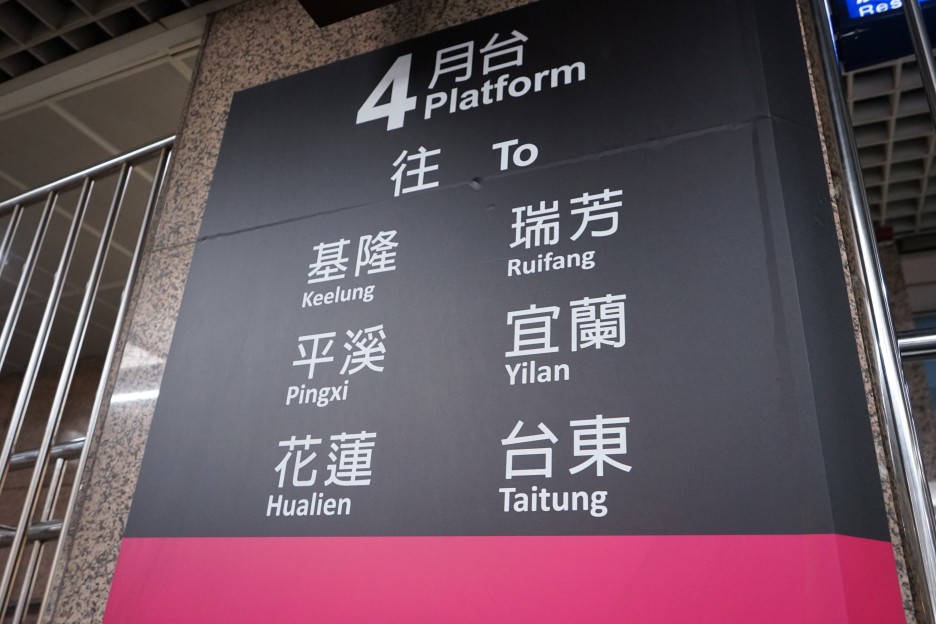 4 月台
Platform
往 To
基隆 瑞芳
Keelung Ruifang
平溪 宜蘭
Pingxi Yilan
花蓮 台東
Hualien Taitung
Res